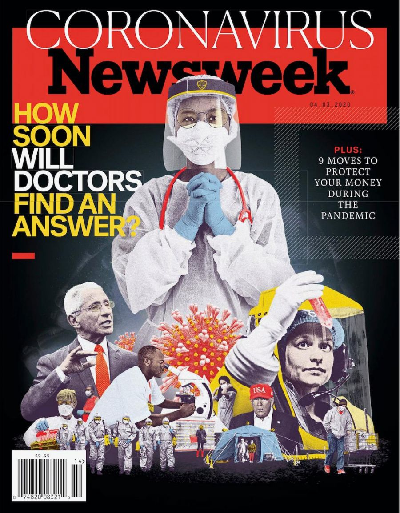 CORONAVIRUS
Newsweek
04.03.2020
HOW
SOON
WILL
DOCTORS
FIND AN
ANSWER?
PLUS:
9 MOVES TO
PROTECT
YOUR MONEY
DURING
THE
PANDEMIC
USA